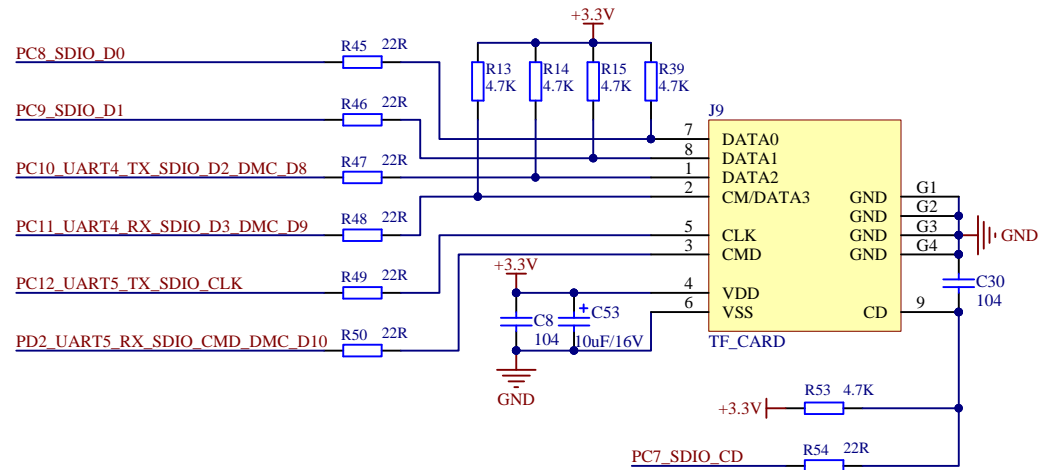 +3.3V
PC8_SDIO_D0 R45 22R
R13 R14 R15 R39
4.7K 4.7K 4.7K 4.7K
PC9_SDIO_D1 R46 22R J9
7 DATA0
8 DATA1
PC10_UART4_TX_SDIO_D2_DMC_D8 R47 22R 1 DATA2
2 CM/DATA3 GND G1
GND G2
PC11_UART4_RX_SDIO_D3_DMC_D9 R48 22R 5 CLK GND G3 GND
3 CMD GND G4
PC12_UART5_TX_SDIO_CLK R49 22R +3.3V C30
104
4 VDD
6 VSS CD 9
C8 + C53
104 10uF/16V
PD2_UART5_RX_SDIO_CMD_DMC_D10 R50 22R TF_CARD
GND
R53 4.7K
+3.3V
PC7_SDIO_CD R54 22R